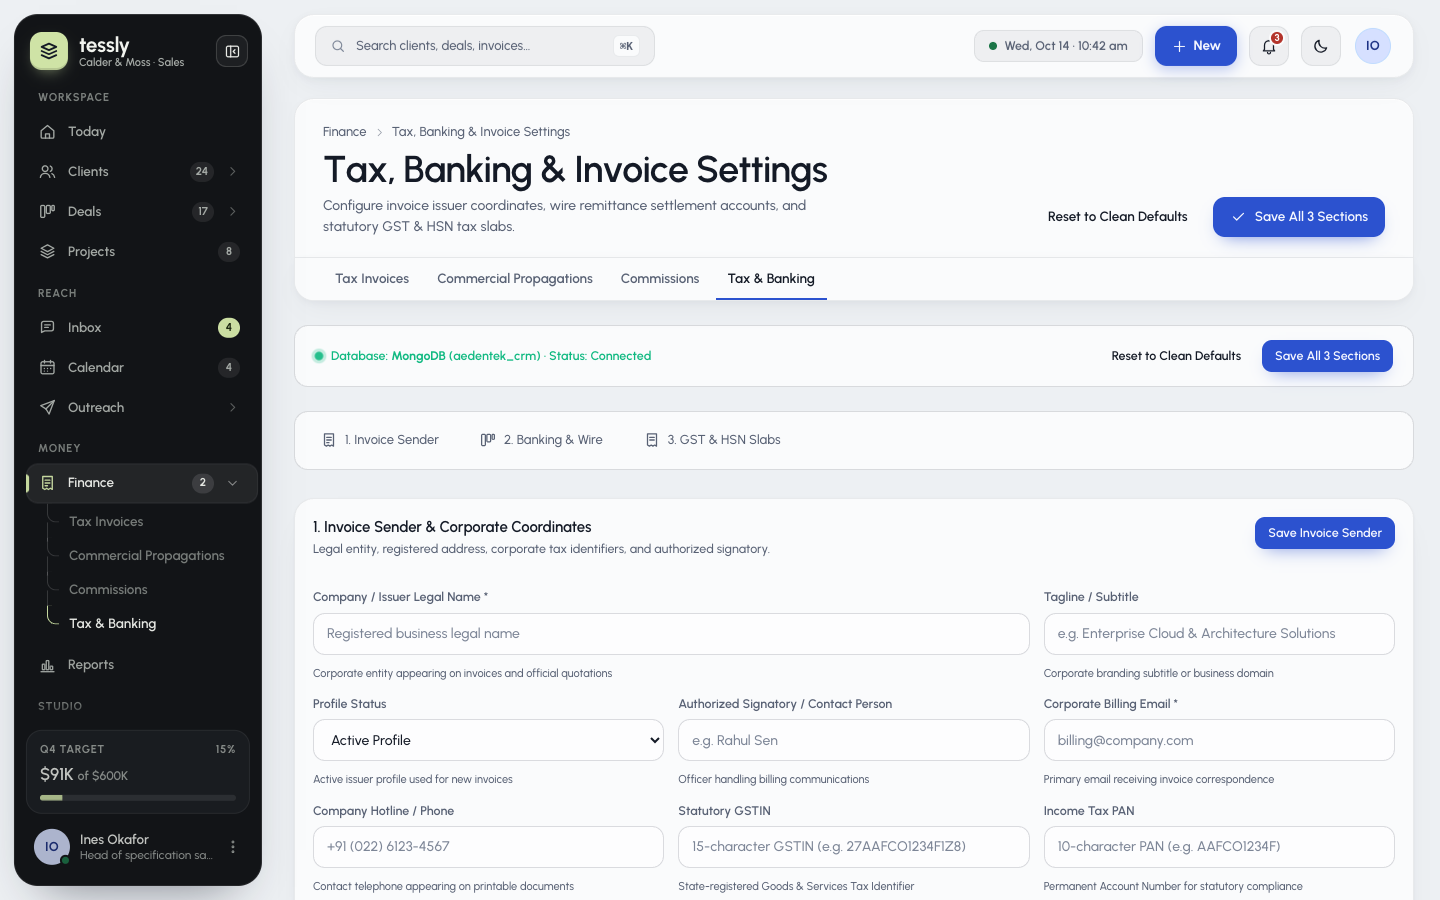 tessly
Calder & Moss · Sales
WORKSPACE
Today
Clients 24
Deals 17
Projects 8
REACH
Inbox 4
Calendar 4
Outreach
MONEY
Finance 2
Tax Invoices
Commercial Propagations
Commissions
Tax & Banking
Reports
STUDIO
Q4 TARGET 15%
$91K of $600K
IO
Ines Okafor
Head of specification sa...
Search clients, deals, invoices... ⌘K
Wed, Oct 14 · 10:42 am
New
3
IO
Finance > Tax, Banking & Invoice Settings
Tax, Banking & Invoice Settings
Configure invoice issuer coordinates, wire remittance settlement accounts, and
statutory GST & HSN tax slabs.
Reset to Clean Defaults
Save All 3 Sections
Tax Invoices Commercial Propagations Commissions Tax & Banking
Database: MongoDB (aedentek_crm) · Status: Connected
Reset to Clean Defaults
Save All 3 Sections
1. Invoice Sender 2. Banking & Wire 3. GST & HSN Slabs
1. Invoice Sender & Corporate Coordinates
Legal entity, registered address, corporate tax identifiers, and authorized signatory.
Save Invoice Sender
Company / Issuer Legal Name * Tagline / Subtitle
Registered business legal name e.g. Enterprise Cloud & Architecture Solutions
Corporate entity appearing on invoices and official quotations Corporate branding subtitle or business domain
Profile Status Authorized Signatory / Contact Person Corporate Billing Email *
Active Profile e.g. Rahul Sen billing@company.com
Active issuer profile used for new invoices Officer handling billing communications Primary email receiving invoice correspondence
Company Hotline / Phone Statutory GSTIN Income Tax PAN
+91 (022) 6123-4567 15-character GSTIN (e.g. 27AAFCO1234F1Z8) 10-character PAN (e.g. AAFCO1234F)
Contact telephone appearing on printable documents State-registered Goods & Services Tax Identifier Permanent Account Number for statutory compliance